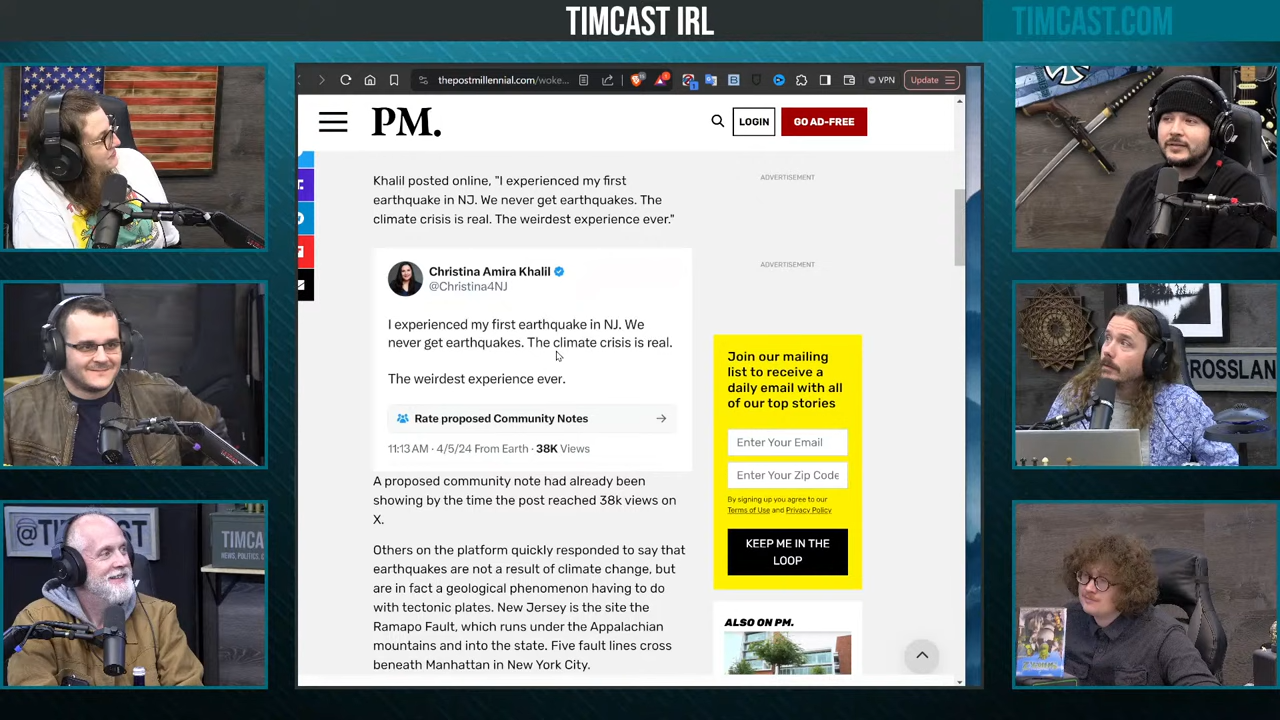 TIMCAST IRL
TIMCAST.COM
thepostmillennial.com/woke...
VPN
Update
PM.
LOGIN
GO AD-FREE
Khalil posted online, "I experienced my first
earthquake in NJ. We never get earthquakes. The
climate crisis is real. The weirdest experience ever."
ADVERTISEMENT
ADVERTISEMENT
Christina Amira Khalil
@Christina4NJ
I experienced my first earthquake in NJ. We
never get earthquakes. The climate crisis is real.
The weirdest experience ever.
Rate proposed Community Notes
11:13 AM · 4/5/24 From Earth · 38K Views
A proposed community note had already been
showing by the time the post reached 38k views on
X.
Others on the platform quickly responded to say that
earthquakes are not a result of climate change, but
are in fact a geological phenomenon having to do
with tectonic plates. New Jersey is the site the
Ramapo Fault, which runs under the Appalachian
mountains and into the state. Five fault lines cross
beneath Manhattan in New York City.
Join our mailing
list to receive a
daily email with all
of our top stories
Enter Your Email
Enter Your Zip Code
By signing up you agree to our
Terms of Use and Privacy Policy
KEEP ME IN THE
LOOP
ALSO ON PM.
@TIMCAST
TIMCA
NEWS, POLITICS, C
ROSSLAN